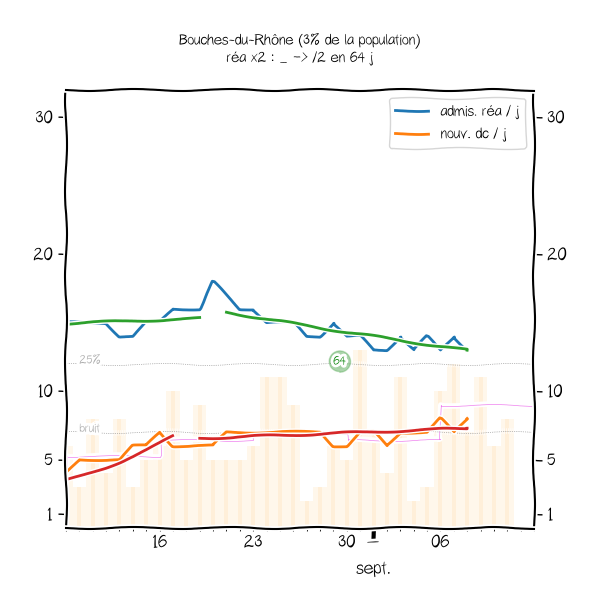 Bouches-du-Rhône (3% de la population)
réa x2 : _ -> /2 en 64 j
admis. réa / j
nouv. dc / j
30
30
20
20
25%
64
10
10
bruit
5
5
1
1
16
23
30
06
sept.